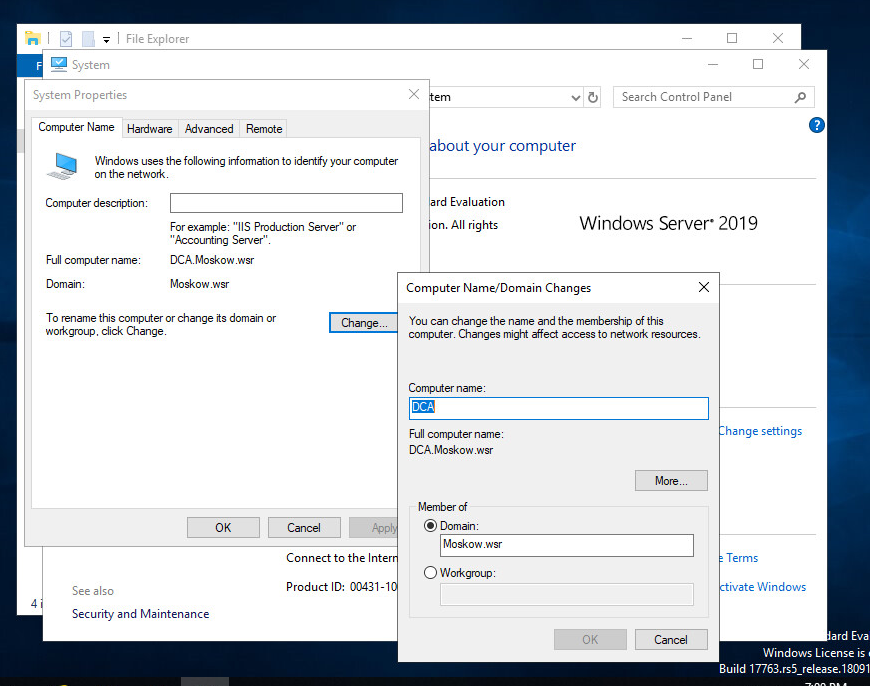 File Explorer
F
System
System Properties
tem
Search Control Panel
?
Computer Name
Hardware
Advanced
Remote
about your computer
Windows uses the following information to identify your computer
on the network.
Computer description:
For example: "IIS Production Server" or
"Accounting Server".
Full computer name:
DCA.Moskow.wsr
Domain:
Moskow.wsr
To rename this computer or change its domain or
workgroup, click Change.
Change...
OK
Cancel
Apply
ard Evaluation
ion. All rights
Windows Server® 2019
Computer Name/Domain Changes
You can change the name and the membership of this
computer. Changes might affect access to network resources.
Computer name:
DCA
Full computer name:
DCA.Moskow.wsr
More...
Member of
Domain:
Moskow.wsr
Workgroup:
OK
Cancel
Change settings
Connect to the Intern
Product ID: 00431-10
e Terms
ctivate Windows
4 i
See also
Security and Maintenance
dard Eva
Windows License is
Build 17763.rs5_release.18091
7:00 PM